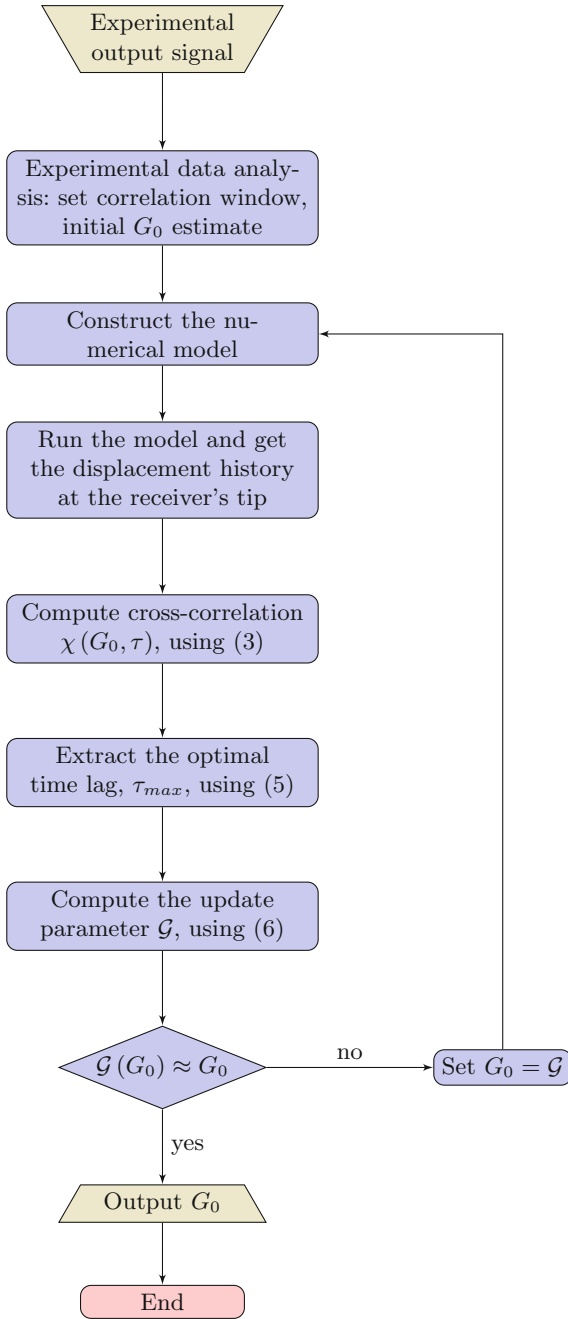 Experimental
output signal
Experimental data analy-
sis: set correlation window,
initial G₀ estimate
Construct the nu-
merical model
Run the model and get
the displacement history
at the receiver's tip
Compute cross-correlation
χ (G₀, τ), using (3)
Extract the optimal
time lag, τₘₐₓ, using (5)
Compute the update
parameter 𝒢, using (6)
𝒢 (G₀) ≈ G₀
no
Set G₀ = 𝒢
yes
Output G₀
End